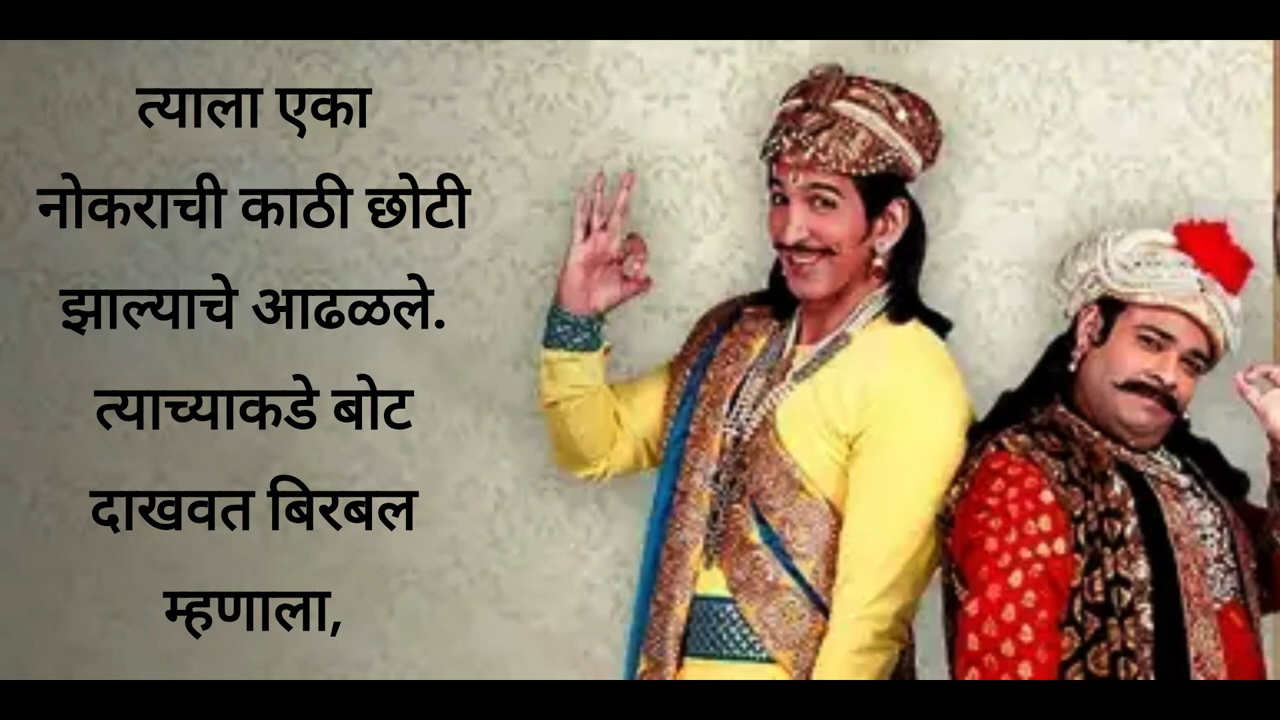 त्याला एका
नोकराची काठी छोटी
झाल्याचे आढळले.
त्याच्याकडे बोट
दाखवत बिरबल
म्हणाला,